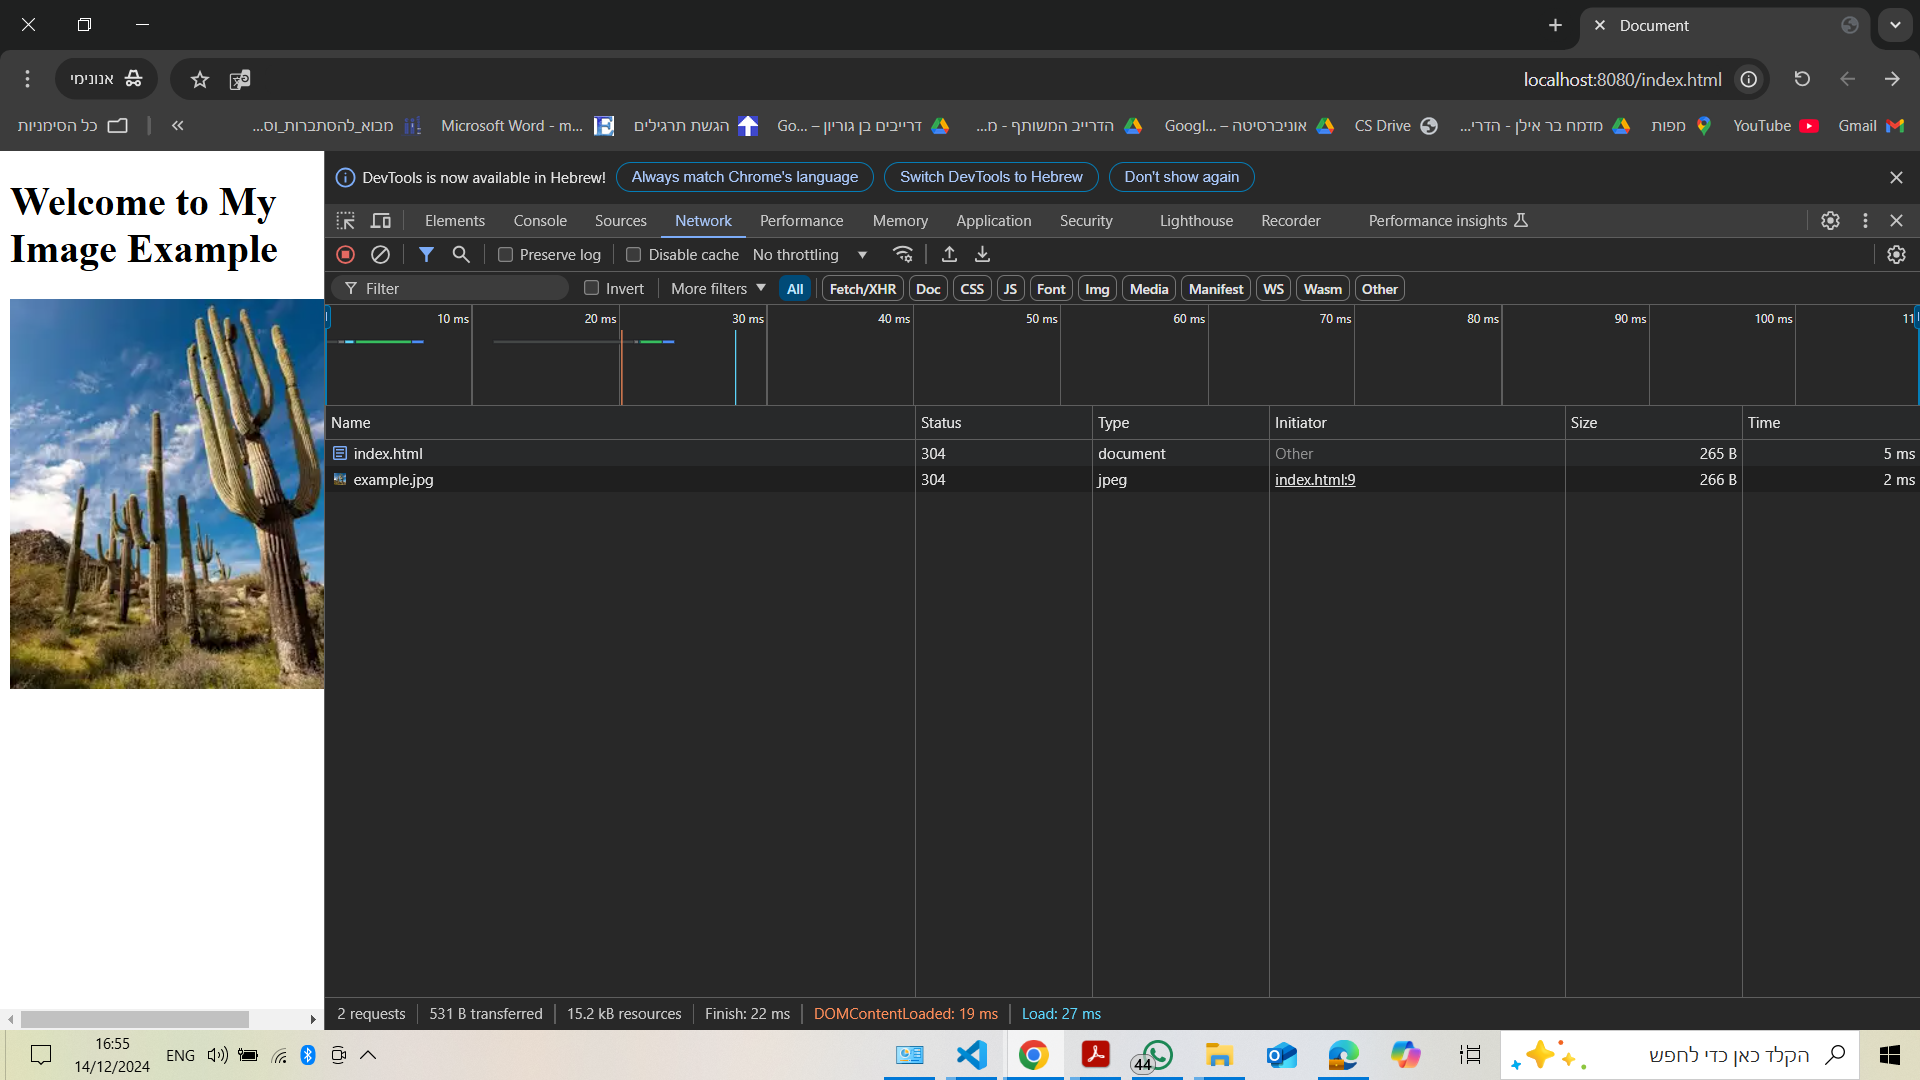 Document
אנונימי
localhost:8080/index.html
כל הסימניות
מבוא_להסתברות_וס...
Microsoft Word - m...
הגשת תרגילים
דרייבים בן גוריון – Go...
הדרייב המשותף - מ...
אוניברסיטה – Googl...
CS Drive
מדמח בר אילן - הדרי...
מפות
YouTube
Gmail
Welcome to My
Image Example
DevTools is now available in Hebrew!
Always match Chrome's language
Switch DevTools to Hebrew
Don't show again
Elements
Console
Sources
Network
Performance
Memory
Application
Security
Lighthouse
Recorder
Performance insights
Preserve log
Disable cache
No throttling
Filter
Invert
More filters
All
Fetch/XHR
Doc
CSS
JS
Font
Img
Media
Manifest
WS
Wasm
Other
10 ms
20 ms
30 ms
40 ms
50 ms
60 ms
70 ms
80 ms
90 ms
100 ms
11
Name Status Type Initiator Size Time
index.html 304 document Other 265 B 5 ms
example.jpg 304 jpeg index.html:9 266 B 2 ms
2 requests
531 B transferred
15.2 kB resources
Finish: 22 ms
DOMContentLoaded: 19 ms
Load: 27 ms
16:55
14/12/2024
ENG
44
הקלד כאן כדי לחפש